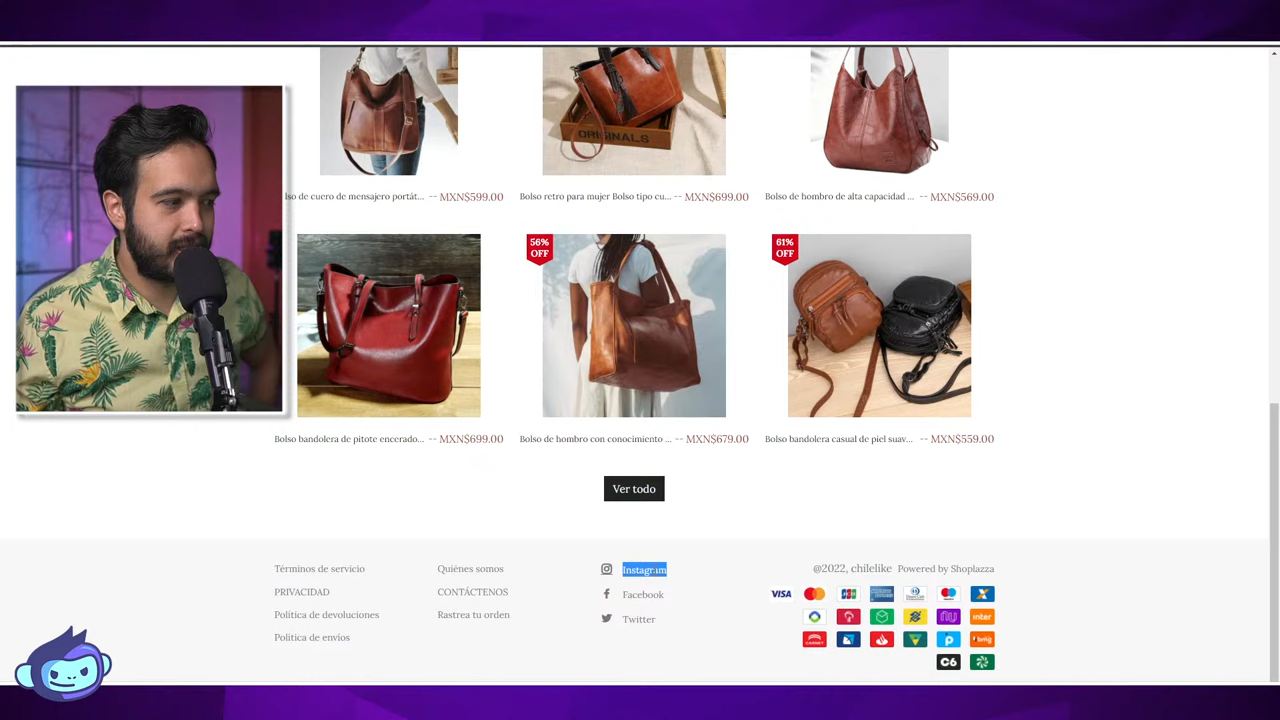 ORIGINALS
lso de cuero de mensajero portát... -- MXN$599.00
Bolso retro para mujer Bolso tipo cu... -- MXN$699.00
Bolso de hombro de alta capacidad ... -- MXN$569.00
56% OFF
61% OFF
Bolso bandolera de pitote encerado... -- MXN$699.00
Bolso de hombro con conocimiento ... -- MXN$679.00
Bolso bandolera casual de piel suav... -- MXN$559.00
Ver todo
Términos de servicio
PRIVACIDAD
Política de devoluciones
Política de envíos
Quiénes somos
CONTÁCTENOS
Rastrea tu orden
Instagram
Facebook
Twitter
@2022, chilelike Powered by Shoplazza
VISA
JCB
inter
CARNET
bmg
C6